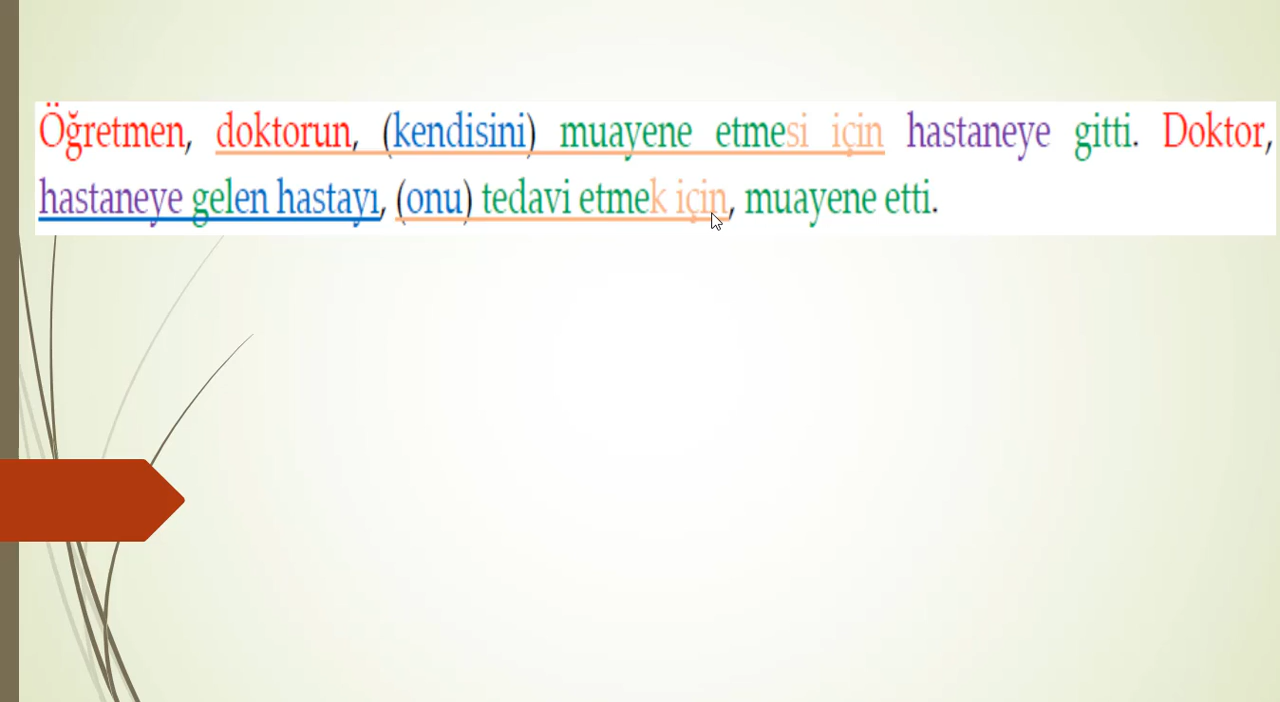 Öğretmen, doktorun, (kendisini) muayene etmesi için hastaneye gitti. Doktor,
hastaneye gelen hastayı, (onu) tedavi etmek için, muayene etti.